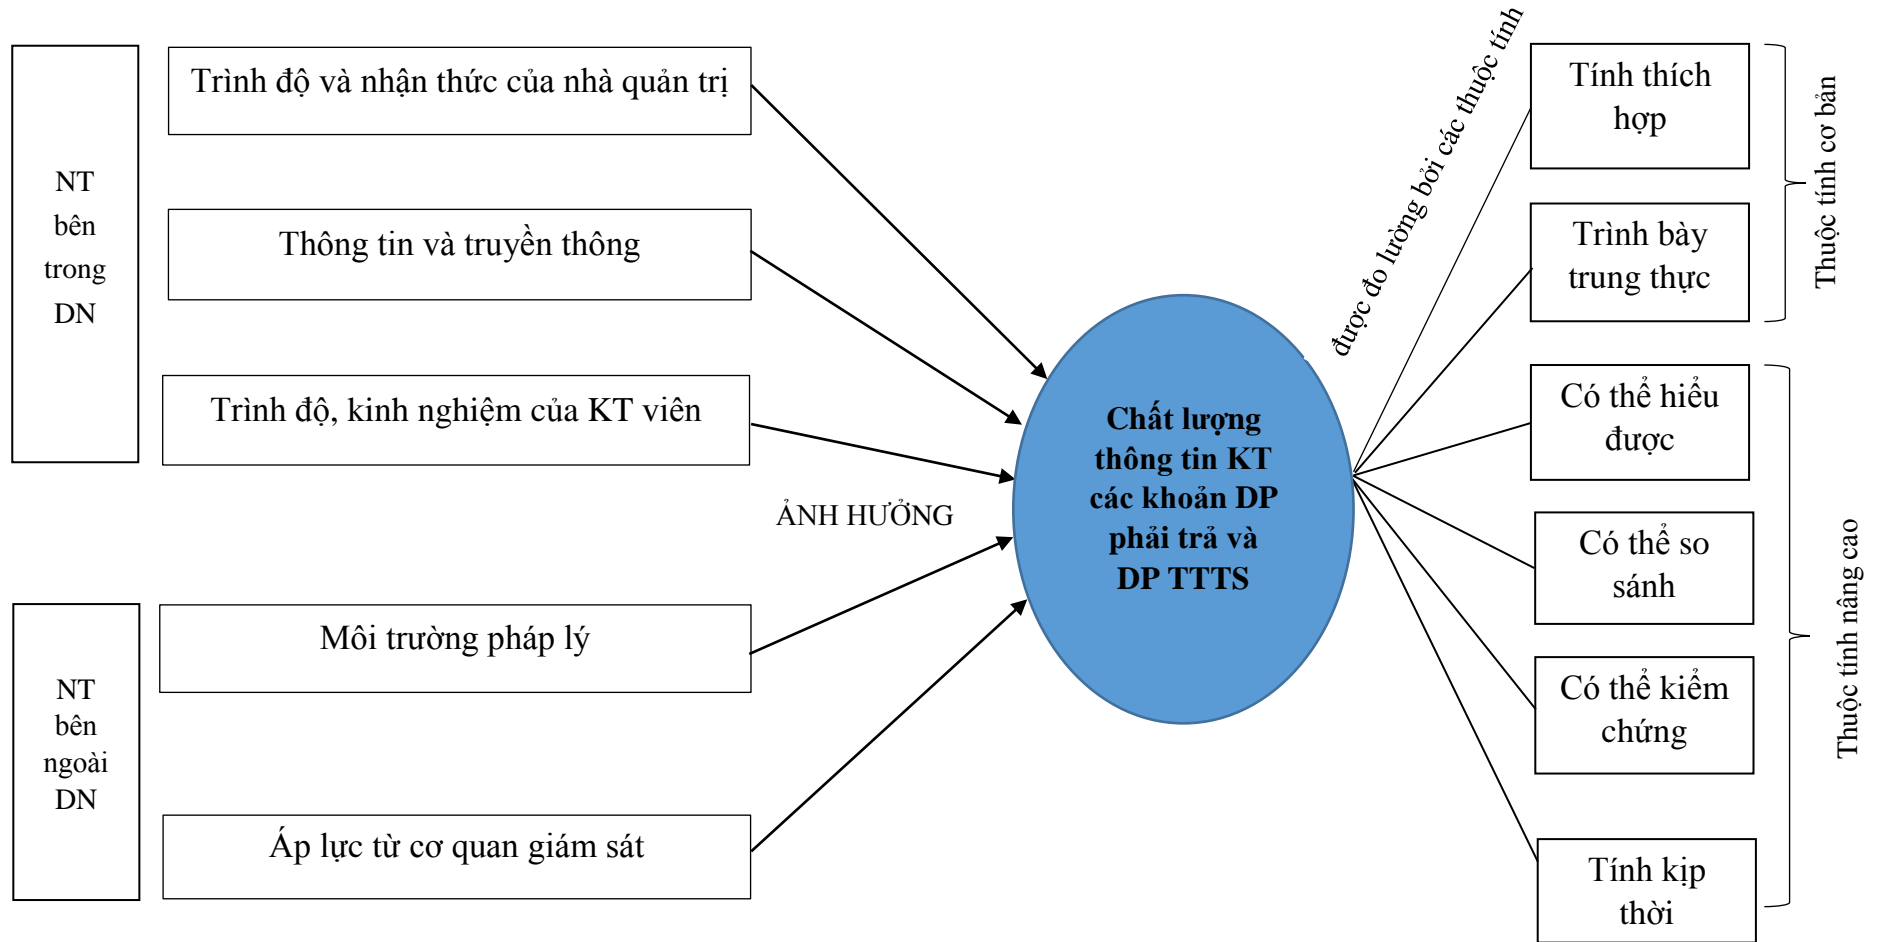 NT
bên
trong
DN
Trình độ và nhận thức của nhà quản trị
Thông tin và truyền thông
Trình độ, kinh nghiệm của KT viên
ẢNH HƯỞNG
NT
bên
ngoài
DN
Môi trường pháp lý
Áp lực từ cơ quan giám sát
Chất lượng
thông tin KT
các khoản DP
phải trả và
DP TTTS
được đo lường bởi các thuộc tính
Tính thích
hợp
Trình bày
trung thực
Thuộc tính cơ bản
Có thể hiểu
được
Có thể so
sánh
Có thể kiểm
chứng
Tính kịp
thời
Thuộc tính nâng cao